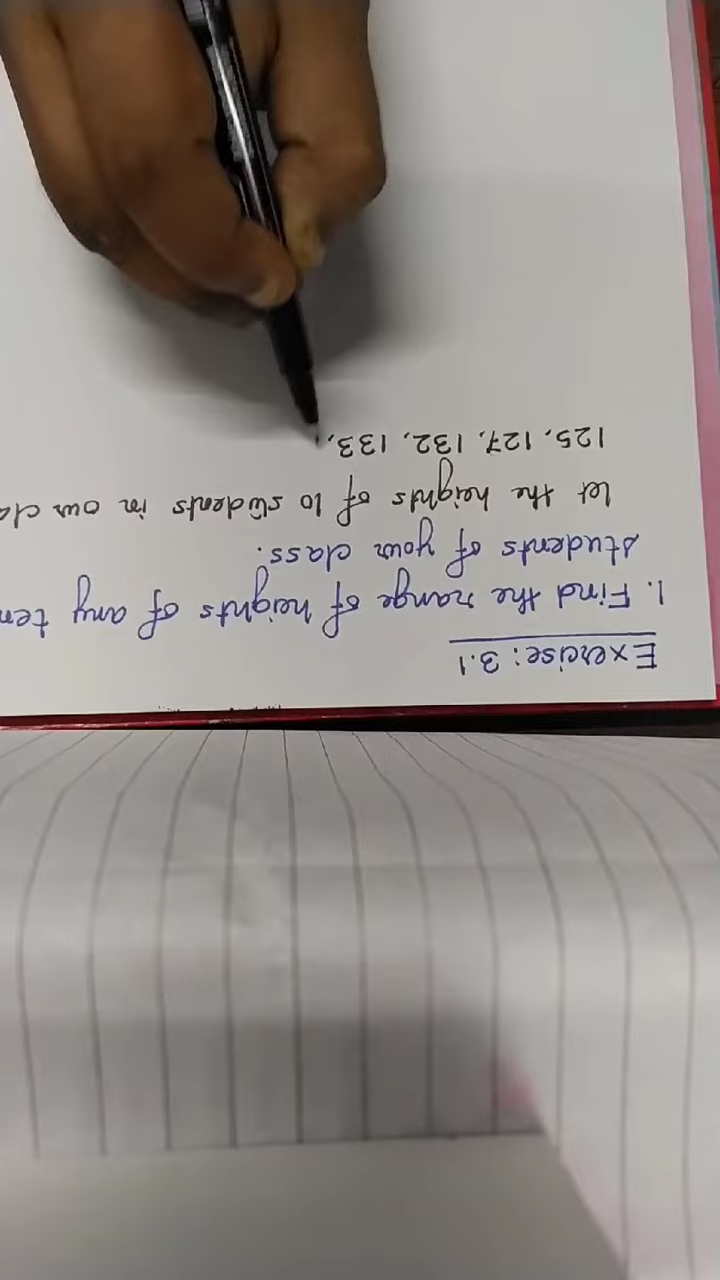 Exercise: 3.1
1. Find the range of heights of any ten
students of your class.
let the heights of 10 students in our cla
125, 127, 132, 133,